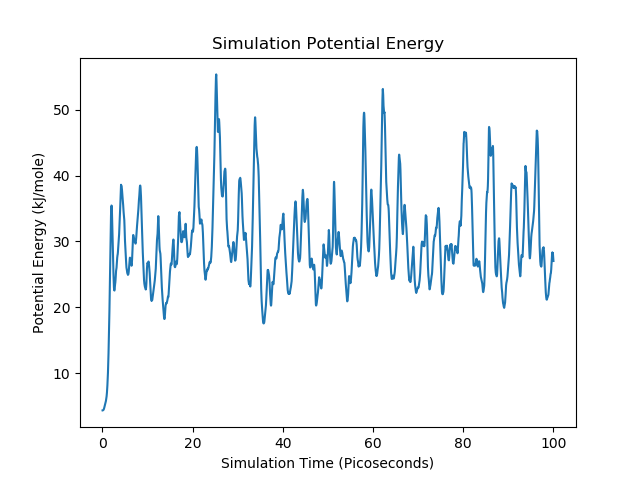 Simulation Potential Energy
Potential Energy (kJ/mole)
50
40
30
20
10
0 20 40 60 80 100
Simulation Time (Picoseconds)